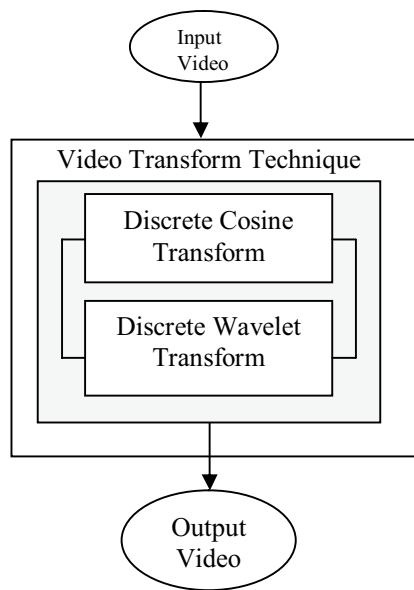 Input
Video
Video Transform Technique
Discrete Cosine
Transform
Discrete Wavelet
Transform
Output
Video